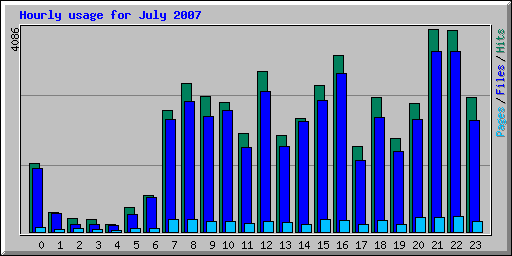 Hourly usage for July 2007
4086
Pages / Files / Hits
0 1 2 3 4 5 6 7 8 9 10 11 12 13 14 15 16 17 18 19 20 21 22 23